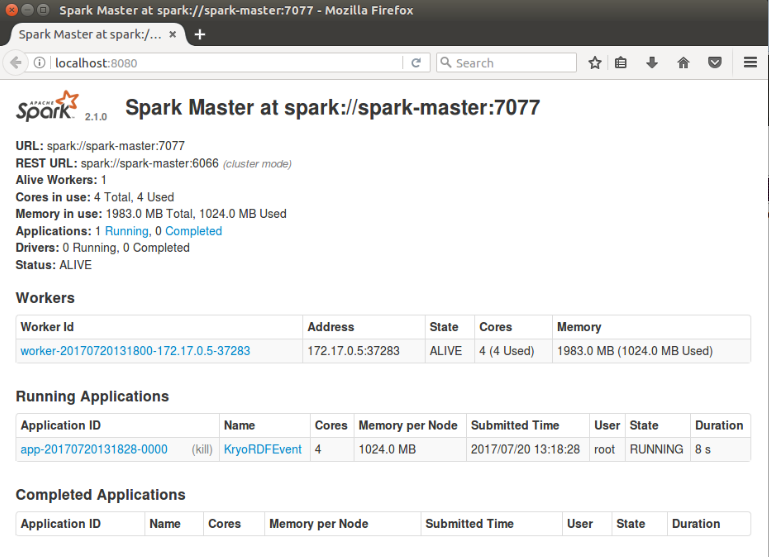 Spark Master at spark://spark-master:7077 - Mozilla Firefox
Spark Master at spark:/... × +
localhost:8080 Search
APACHE Spark 2.1.0 Spark Master at spark://spark-master:7077
URL: spark://spark-master:7077
REST URL: spark://spark-master:6066 (cluster mode)
Alive Workers: 1
Cores in use: 4 Total, 4 Used
Memory in use: 1983.0 MB Total, 1024.0 MB Used
Applications: 1 Running, 0 Completed
Drivers: 0 Running, 0 Completed
Status: ALIVE
Workers
Worker Id Address State Cores Memory
worker-20170720131800-172.17.0.5-37283 172.17.0.5:37283 ALIVE 4 (4 Used) 1983.0 MB (1024.0 MB Used)
Running Applications
Application ID Name Cores Memory per Node Submitted Time User State Duration
app-20170720131828-0000 (kill) KryoRDFEvent 4 1024.0 MB 2017/07/20 13:18:28 root RUNNING 8 s
Completed Applications
Application ID Name Cores Memory per Node Submitted Time User State Duration